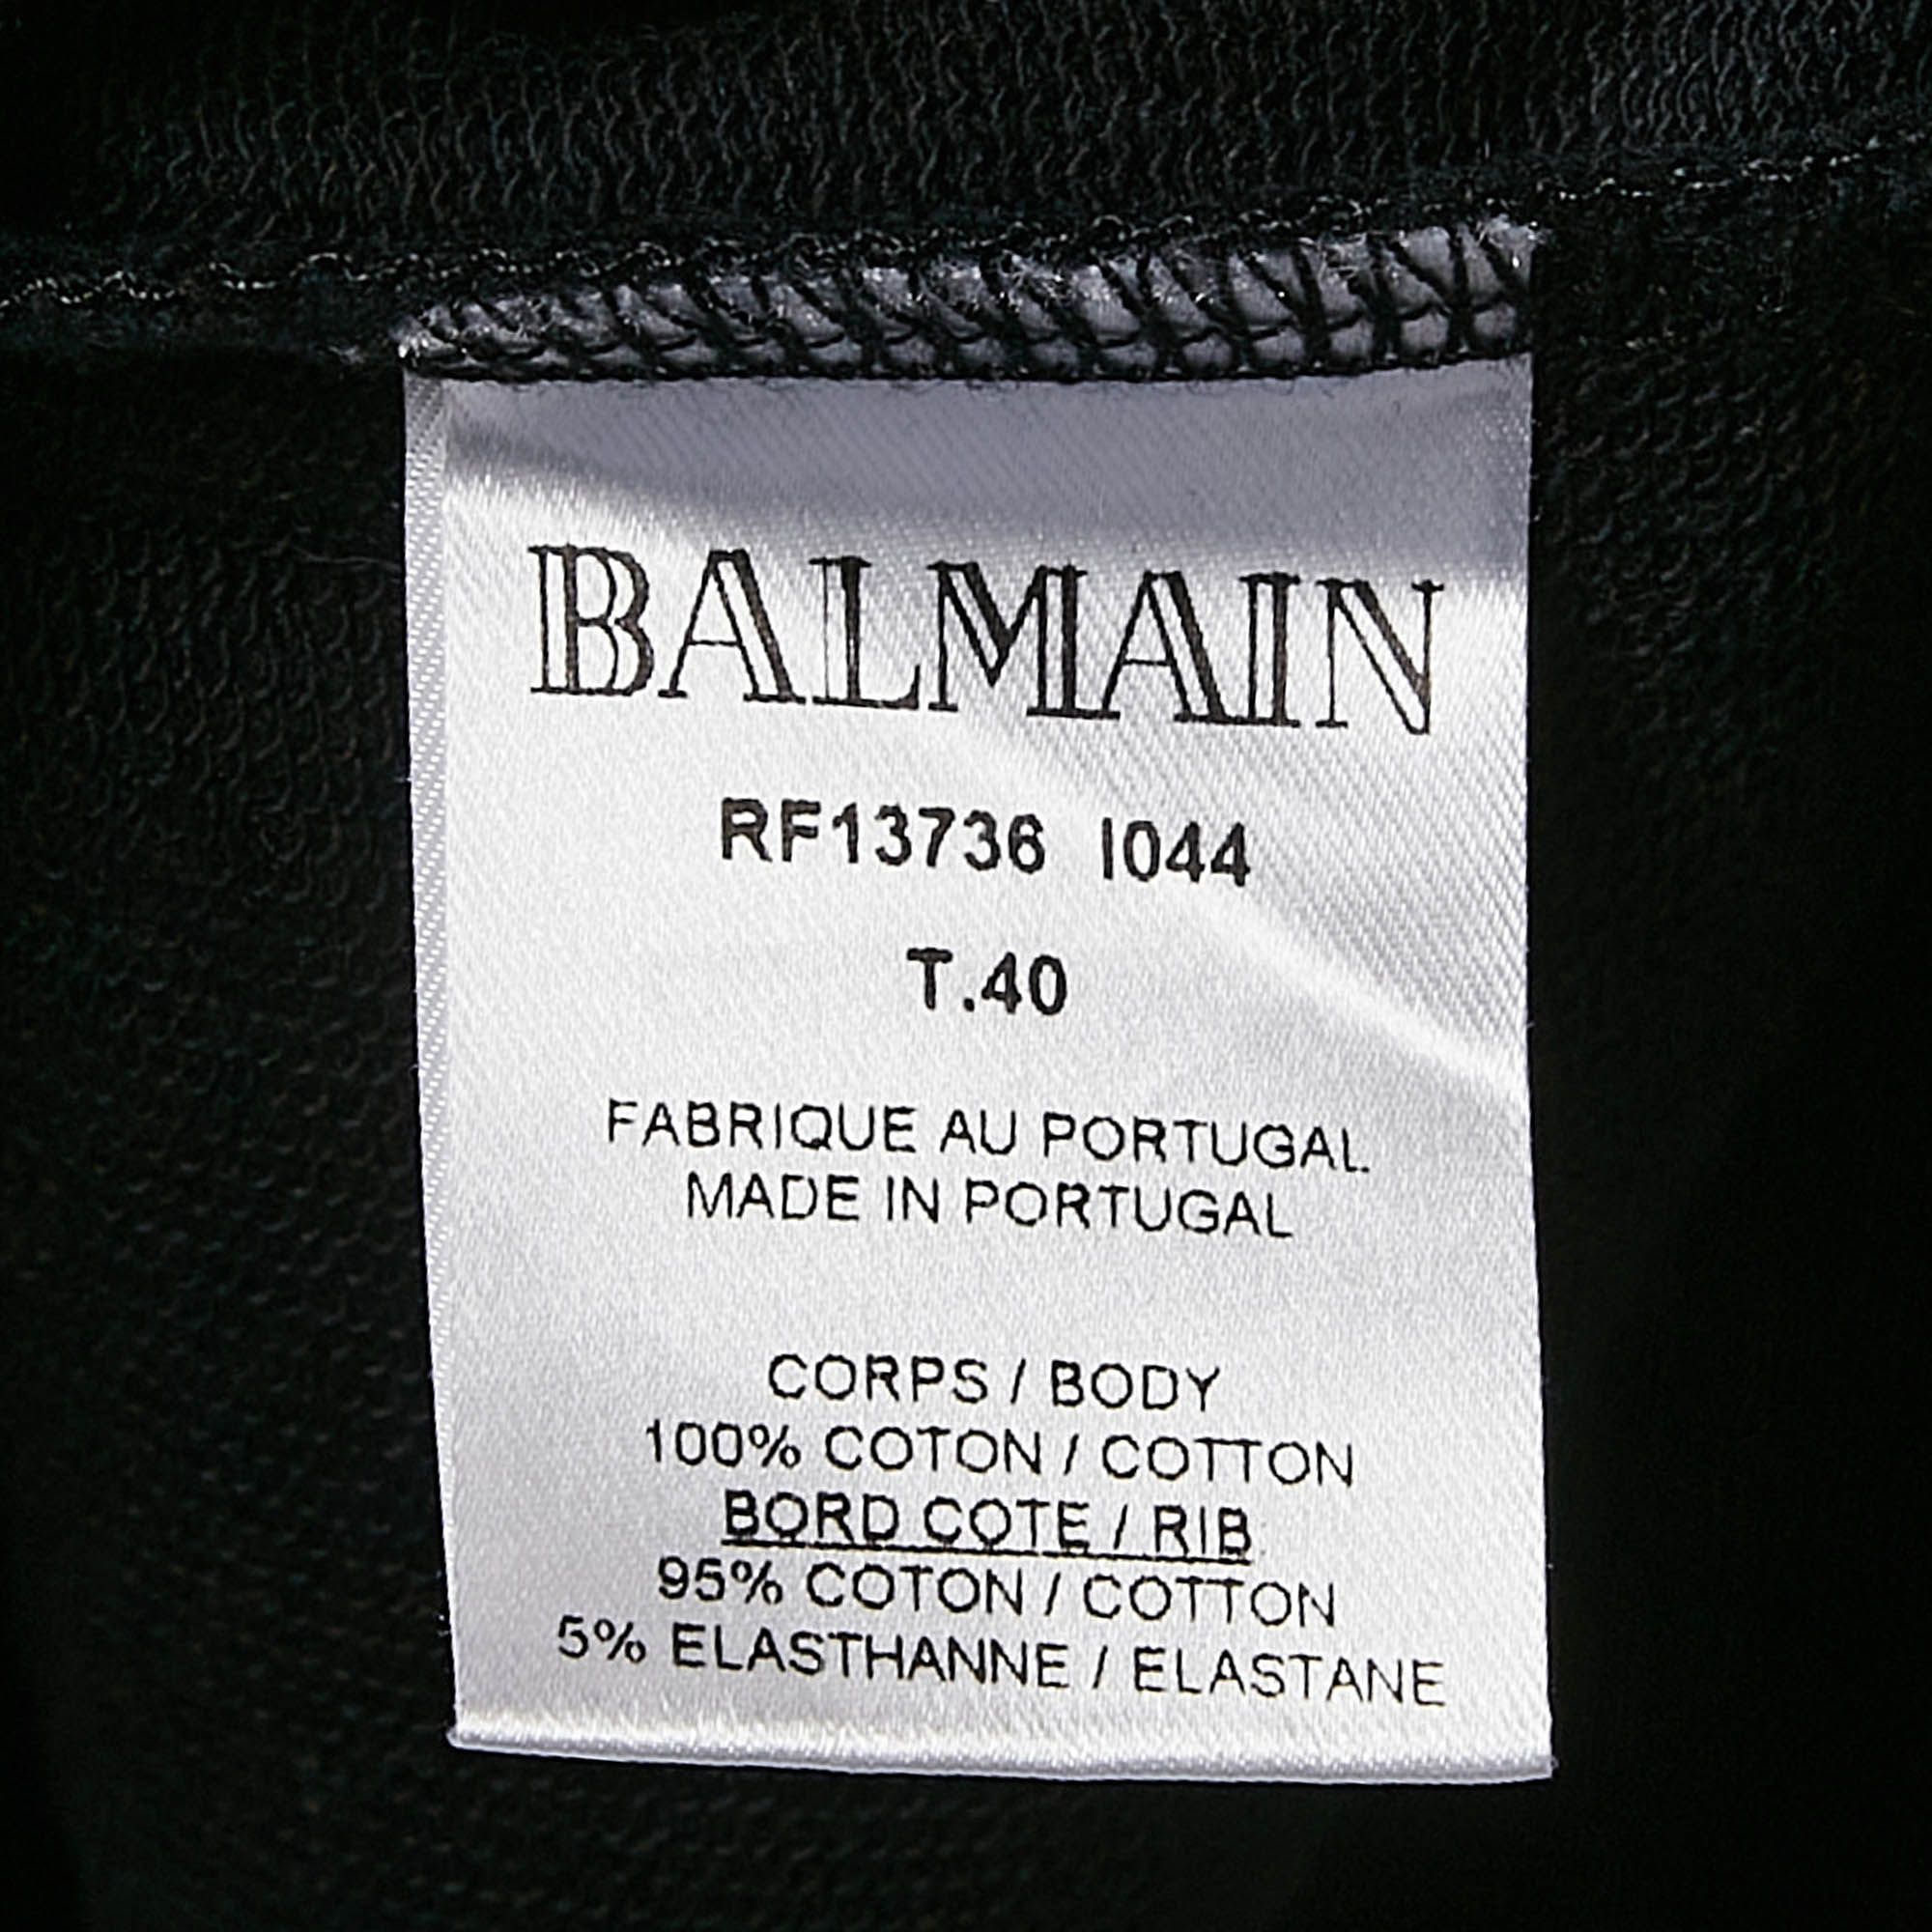 BALMAIN
RF13736 I044
T.40
FABRIQUE AU PORTUGAL
MADE IN PORTUGAL
CORPS / BODY
100% COTON / COTTON
BORD COTE / RIB
95% COTON / COTTON
5% ELASTHANNE / ELASTANE